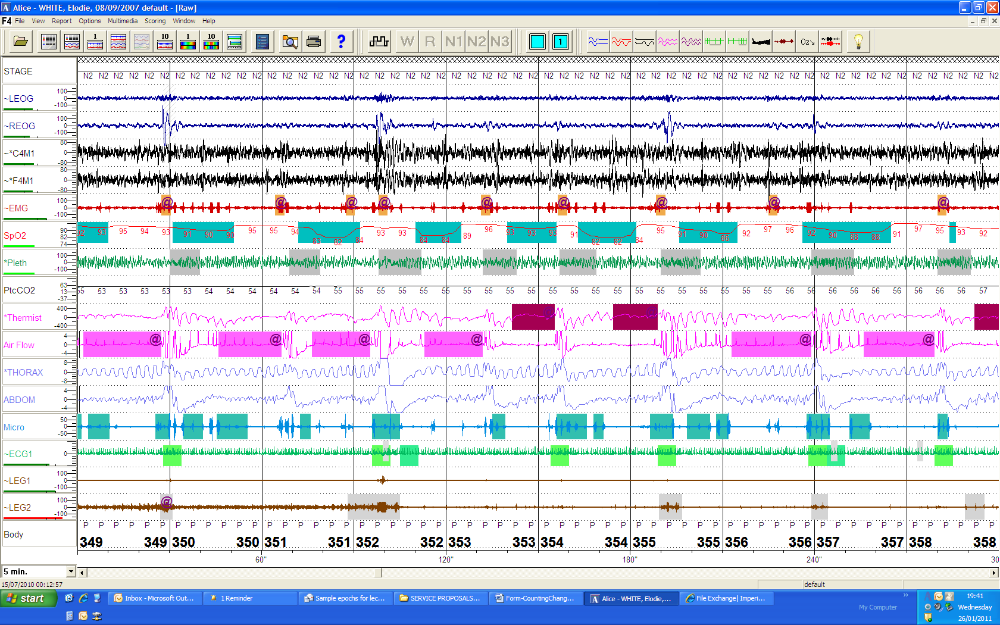 Alice - WHITE, Elodie, 08/09/2007 default - [Raw]
F4 File View Report Options Multimedia Scoring Window Help
1 10 1 10 ? W R N1 N2 N3 1 O2
STAGE
N2 N2 N2 N2 N2 N2 N2 N2 N2 N2 N2 N2 N2 N2 N2 N2 N2 N2 N2 N2 N2 N2 N2 N2 N2 N2 N2 N2 N2 N2 N2 N2 N2 N2 N2 N2 N2 N2 N2 N2 N2 N2 N2 N2 N2 N2 N2 N2 N2 N2 N2 N2 N2 N2 N2 N2 N2 N2 N2 N2
~LEOG 100 0 -100
~REOG 100 0 -100
~*C4M1 80 0 -80
~*F4M1 80 0 -80
~EMG 100 0 -100 @ @ @ @ @ @ @ @ @
SpO2 90 82 74
92 93 95 94 93 91 90 90 95 95 94 83 82 84 93 93 84 84 89 96 93 93 91 82 82 84 95 91 90 86 92 97 96 92 90 86 86 91 97 95 93 92
*Pleth 100 0 -100
PtcCO2 63 13 -37
55 53 53 53 53 53 54 54 54 54 54 54 55 55 55 55 55 55 55 55 55 55 55 55 55 55 55 55 55 55 55 55 55 56 56 56 56 56 56 56 56 56 57
*Thermist 400 0 -400 @ @
Air Flow 4 0 -4 @ @ @ @ @ @
*THORAX 8 0 -8
ABDOM 4 0 -4
Micro 50 0 -50
~ECG1 0
~LEG1 100 0 -100
~LEG2 100 0 -100 @
Body
P P P P P P P P P P P P P P P P P P P P P P P P P P P P P P P P P P P P P P P P P P P P P P P P P P P P P P P P P P P P
349 349 350 350 351 351 352 352 353 353 354 354 355 355 356 356 357 357 358 358
60" 120" 180" 240" 30
5 min.
15/07/2010 00:12:57 default
start Inbox - Microsoft Out... 1 Reminder Sample epochs for lec... SERVICE PROPOSALS... Form-CountingChang... Alice - WHITE, Elodie,... File Exchange | Imperi... 19:41
My Computer Wednesday
26/01/2011